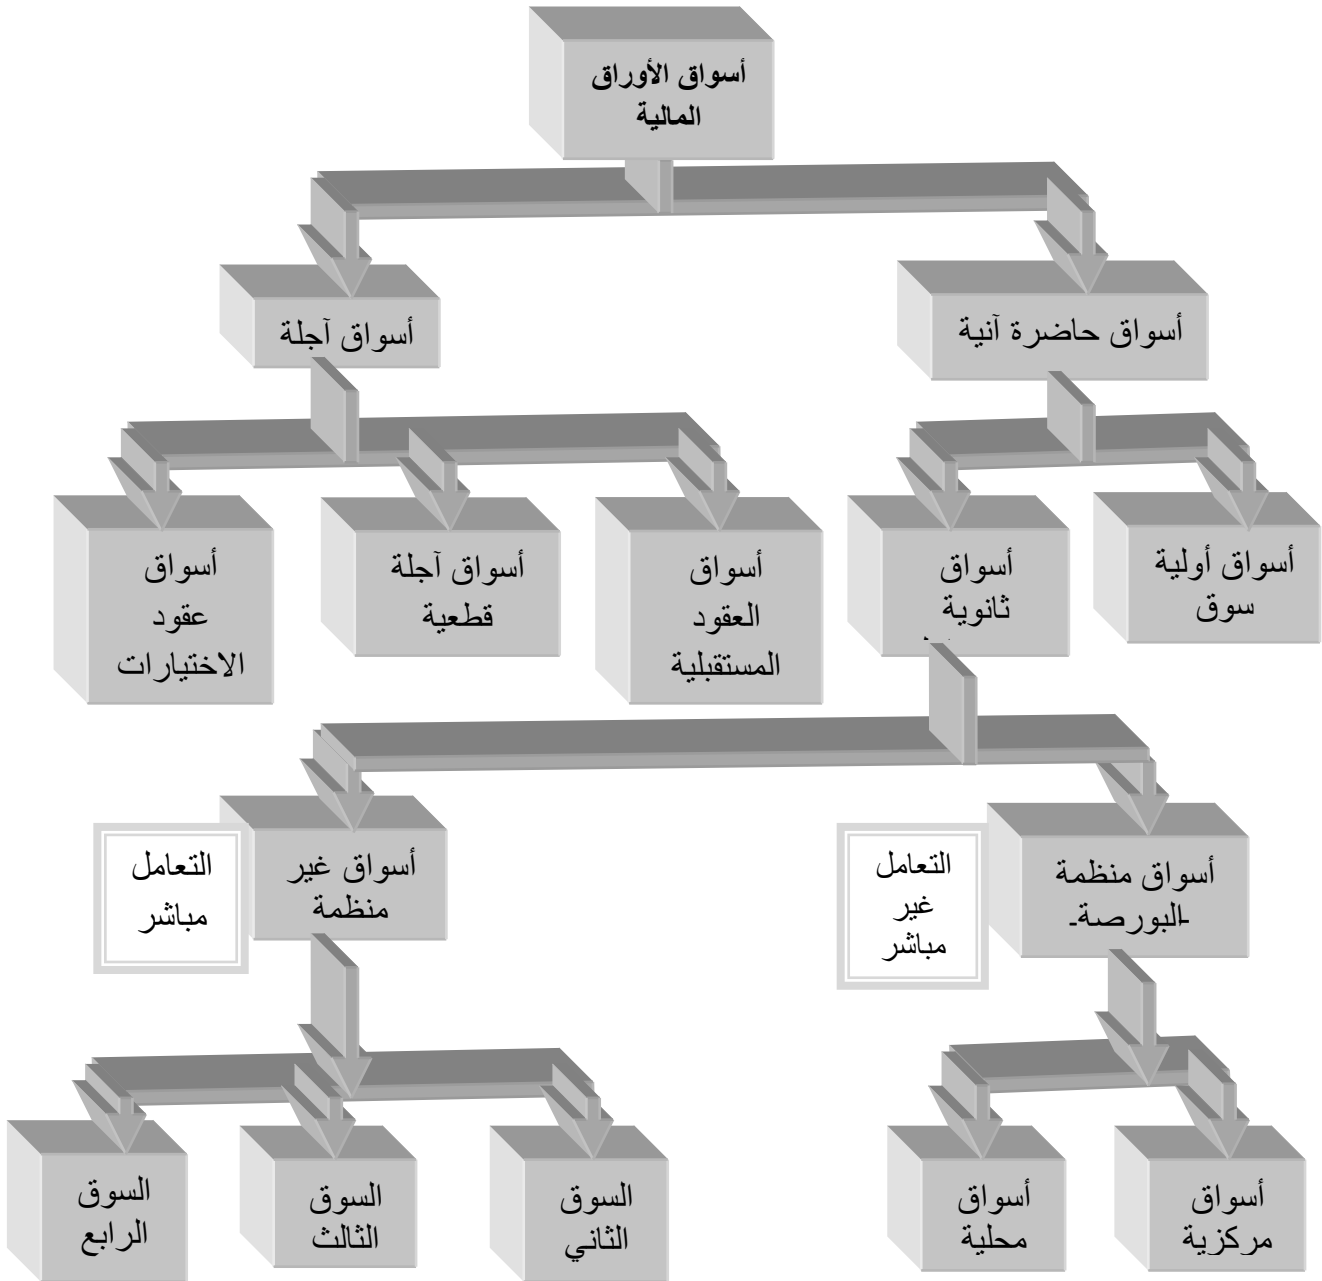 أسواق الأوراق
المالية
أسواق حاضرة آنية
أسواق آجلة
أسواق أولية
سوق
أسواق
ثانوية
أسواق
العقود
المستقبلية
أسواق آجلة
قطعية
أسواق
عقود
الاختيارات
أسواق منظمة
-البورصة-
التعامل
غير
مباشر
أسواق غير
منظمة
التعامل
مباشر
أسواق
مركزية
أسواق
محلية
السوق
الثاني
السوق
الثالث
السوق
الرابع